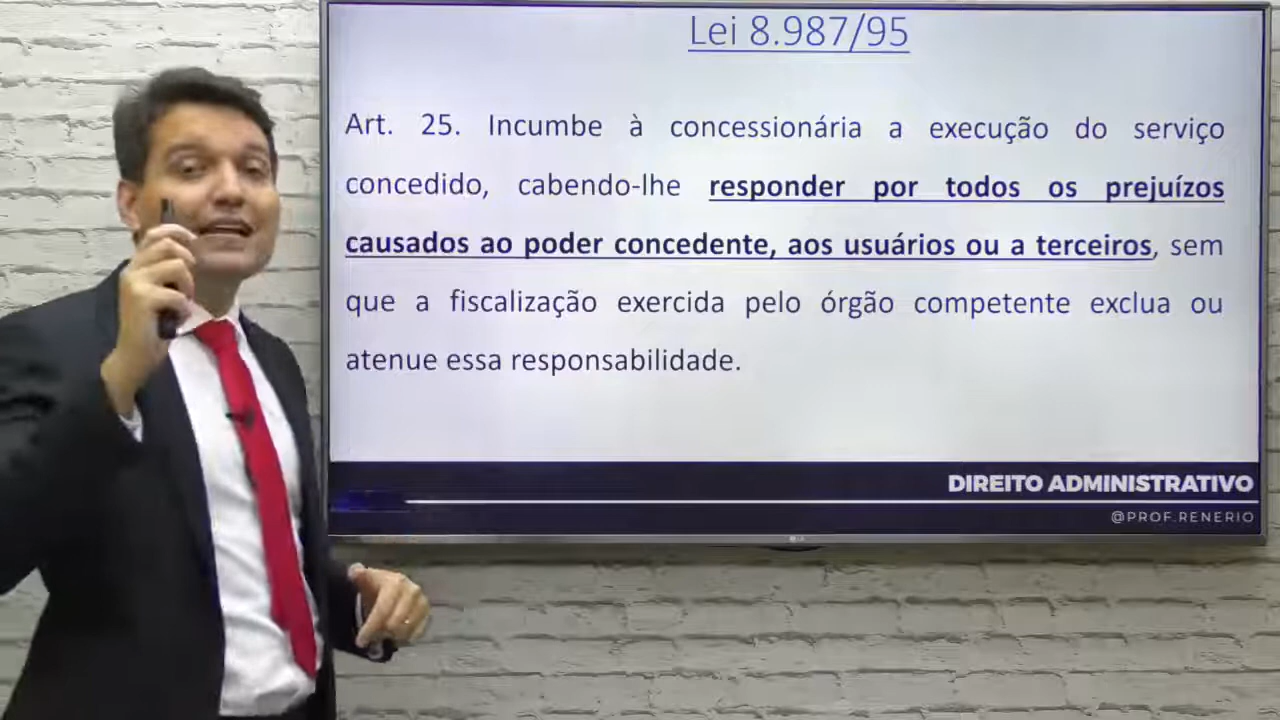 Lei 8.987/95
Art. 25. Incumbe à concessionária a execução do serviço
concedido, cabendo-lhe responder por todos os prejuízos
causados ao poder concedente, aos usuários ou a terceiros, sem
que a fiscalização exercida pelo órgão competente exclua ou
atenue essa responsabilidade.
DIREITO ADMINISTRATIVO
@PROF.RENERIO
LG